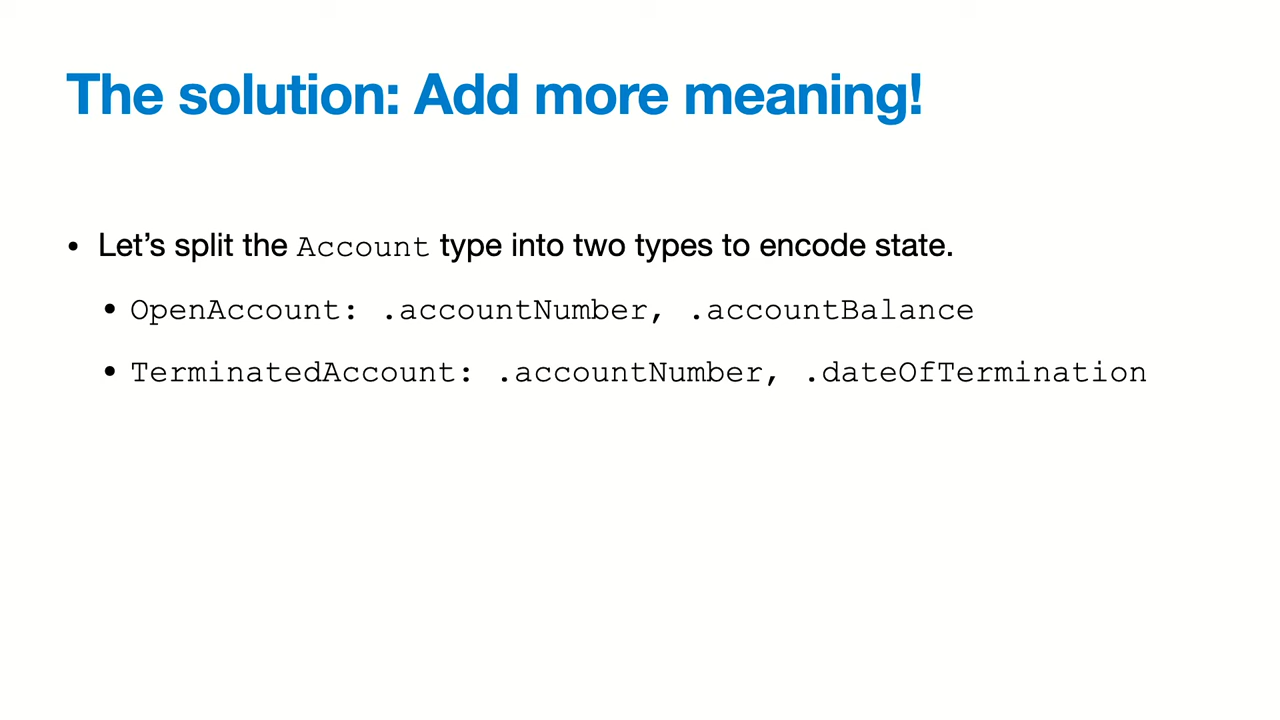 The solution: Add more meaning!
• Let’s split the Account type into two types to encode state.
• OpenAccount: .accountNumber, .accountBalance
• TerminatedAccount: .accountNumber, .dateOfTermination